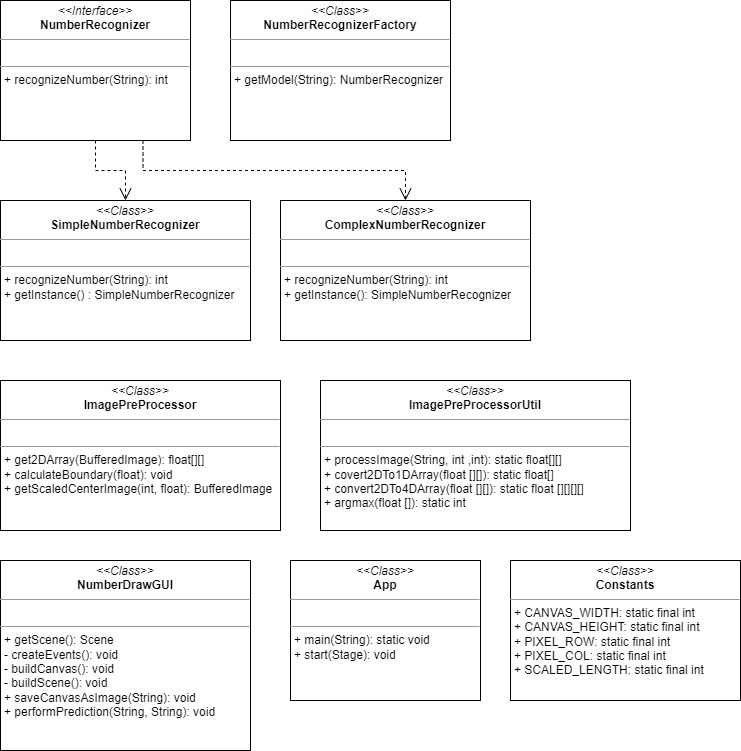 <<Interface>>
NumberRecognizer
+ recognizeNumber(String): int
<<Class>>
NumberRecognizerFactory
+ getModel(String): NumberRecognizer
<<Class>>
SimpleNumberRecognizer
+ recognizeNumber(String): int
+ getInstance() : SimpleNumberRecognizer
<<Class>>
ComplexNumberRecognizer
+ recognizeNumber(String): int
+ getInstance(): SimpleNumberRecognizer
<<Class>>
ImagePreProcessor
+ get2DArray(BufferedImage): float[][]
+ calculateBoundary(float): void
+ getScaledCenterImage(int, float): BufferedImage
<<Class>>
ImagePreProcessorUtil
+ processImage(String, int ,int): static float[][]
+ covert2DTo1DArray(float [][]): static float[]
+ convert2DTo4DArray(float [][]): static float [][][][]
+ argmax(float []): static int
<<Class>>
NumberDrawGUI
+ getScene(): Scene
- createEvents(): void
- buildCanvas(): void
- buildScene(): void
+ saveCanvasAsImage(String): void
+ performPrediction(String, String): void
<<Class>>
App
+ main(String): static void
+ start(Stage): void
<<Class>>
Constants
+ CANVAS_WIDTH: static final int
+ CANVAS_HEIGHT: static final int
+ PIXEL_ROW: static final int
+ PIXEL_COL: static final int
+ SCALED_LENGTH: static final int